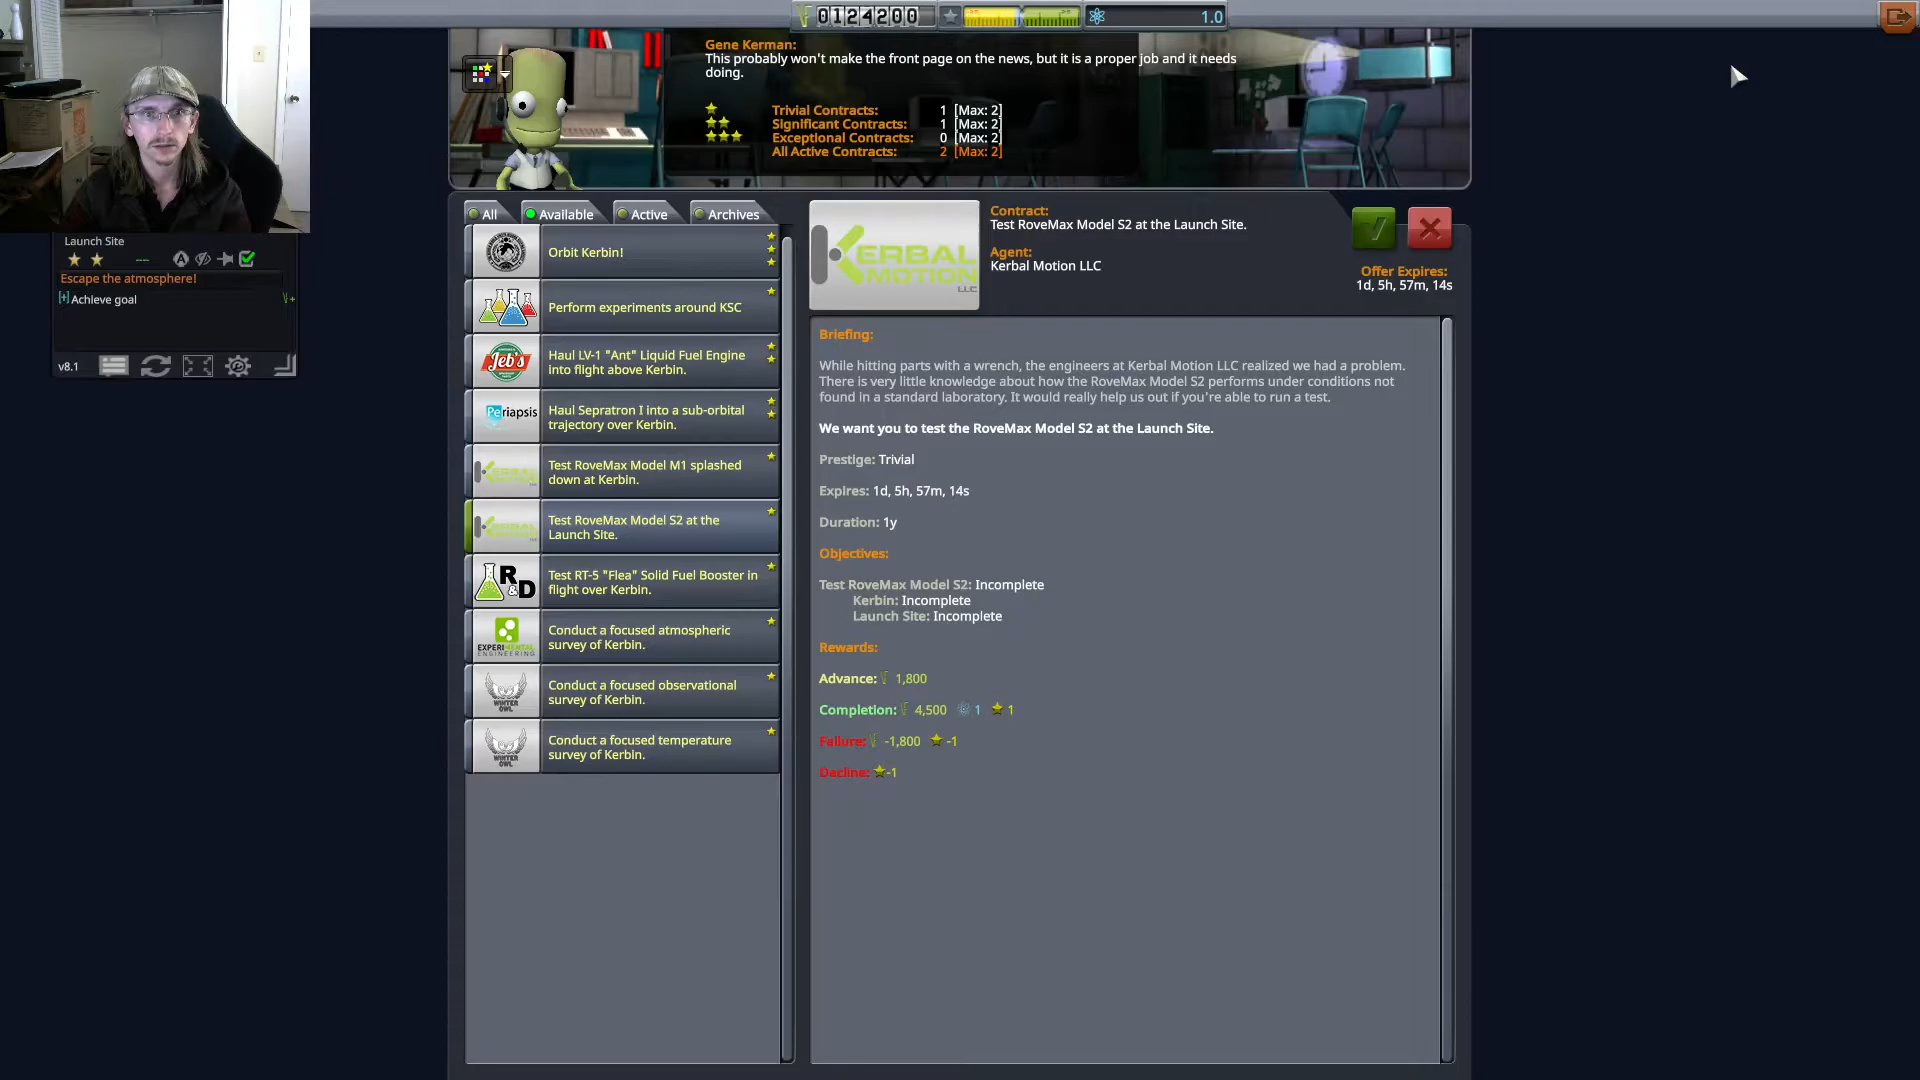 0124200
1.0
Gene Kerman:
This probably won't make the front page on the news, but it is a proper job and it needs
doing.
Trivial Contracts: 1 [Max: 2]
Significant Contracts: 1 [Max: 2]
Exceptional Contracts: 0 [Max: 2]
All Active Contracts: 2 [Max: 2]
Launch Site
Escape the atmosphere!
[+] Achieve goal
v8.1
All
Available
Active
Archives
Orbit Kerbin!
Perform experiments around KSC
Jeb's
Haul LV-1 "Ant" Liquid Fuel Engine
into flight above Kerbin.
Periapsis
Haul Sepratron I into a sub-orbital
trajectory over Kerbin.
Test RoveMax Model M1 splashed
down at Kerbin.
Test RoveMax Model S2 at the
Launch Site.
R&D
Test RT-5 "Flea" Solid Fuel Booster in
flight over Kerbin.
EXPERIMENTAL
ENGINEERING
Conduct a focused atmospheric
survey of Kerbin.
WINTER
OWL
Conduct a focused observational
survey of Kerbin.
WINTER
OWL
Conduct a focused temperature
survey of Kerbin.
KERBAL
MOTION
LLC
Contract:
Test RoveMax Model S2 at the Launch Site.
Agent:
Kerbal Motion LLC
Offer Expires:
1d, 5h, 57m, 14s
Briefing:
While hitting parts with a wrench, the engineers at Kerbal Motion LLC realized we had a problem.
There is very little knowledge about how the RoveMax Model S2 performs under conditions not
found in a standard laboratory. It would really help us out if you're able to run a test.
We want you to test the RoveMax Model S2 at the Launch Site.
Prestige: Trivial
Expires: 1d, 5h, 57m, 14s
Duration: 1y
Objectives:
Test RoveMax Model S2: Incomplete
Kerbin: Incomplete
Launch Site: Incomplete
Rewards:
Advance: 1,800
Completion: 4,500 1 1
Failure: -1,800 -1
Decline: -1